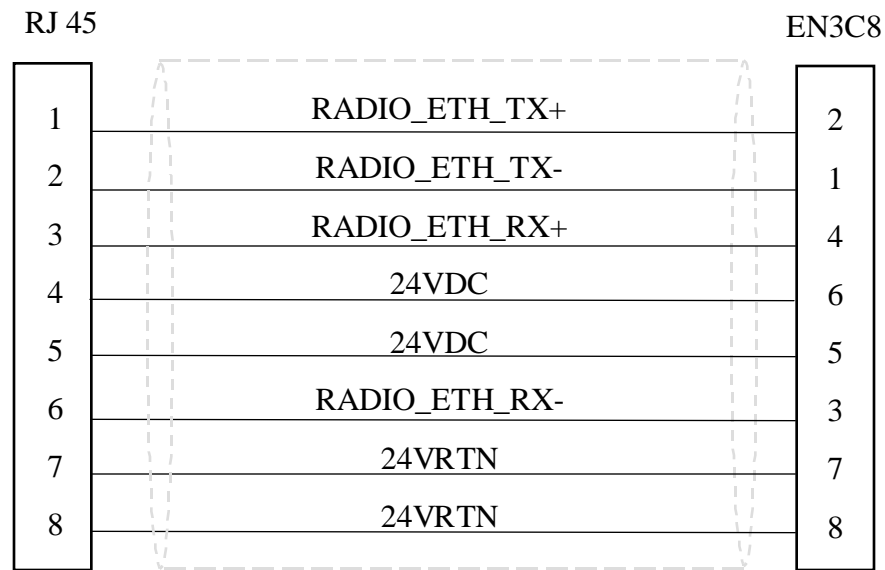 RJ 45 EN3C8
1 RADIO_ETH_TX+ 2
2 RADIO_ETH_TX- 1
3 RADIO_ETH_RX+ 4
4 24VDC 6
5 24VDC 5
6 RADIO_ETH_RX- 3
7 24VRTN 7
8 24VRTN 8